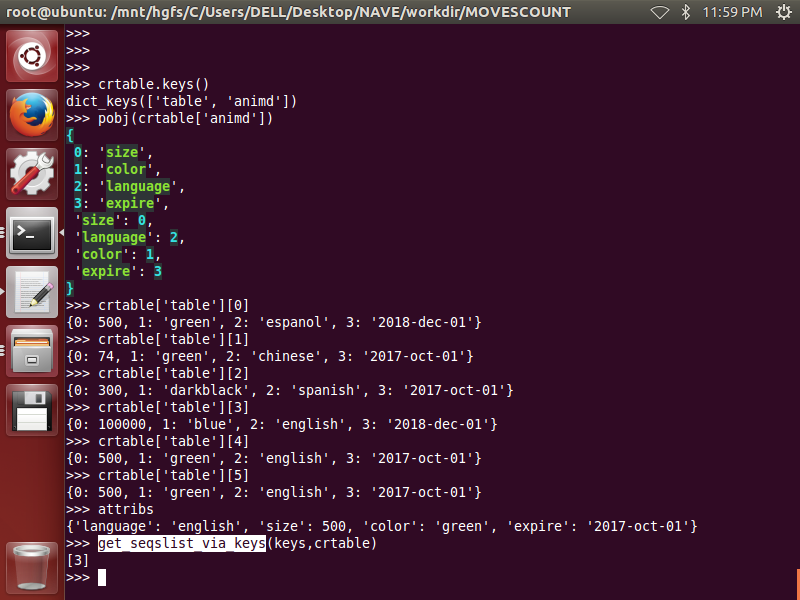 root@ubuntu: /mnt/hgfs/C/Users/DELL/Desktop/NAVE/workdir/MOVESCOUNT 11:59 PM
>>>
>>>
>>>
>>> crtable.keys()
dict_keys(['table', 'animd'])
>>> pobj(crtable['animd'])
{
 0: 'size',
 1: 'color',
 2: 'language',
 3: 'expire',
 'size': 0,
 'language': 2,
 'color': 1,
 'expire': 3
}
>>> crtable['table'][0]
{0: 500, 1: 'green', 2: 'espanol', 3: '2018-dec-01'}
>>> crtable['table'][1]
{0: 74, 1: 'green', 2: 'chinese', 3: '2017-oct-01'}
>>> crtable['table'][2]
{0: 300, 1: 'darkblack', 2: 'spanish', 3: '2017-oct-01'}
>>> crtable['table'][3]
{0: 100000, 1: 'blue', 2: 'english', 3: '2018-dec-01'}
>>> crtable['table'][4]
{0: 500, 1: 'green', 2: 'english', 3: '2017-oct-01'}
>>> crtable['table'][5]
{0: 500, 1: 'green', 2: 'english', 3: '2017-oct-01'}
>>> attribs
{'language': 'english', 'size': 500, 'color': 'green', 'expire': '2017-oct-01'}
>>> get_seqslist_via_keys(keys,crtable)
[3]
>>>